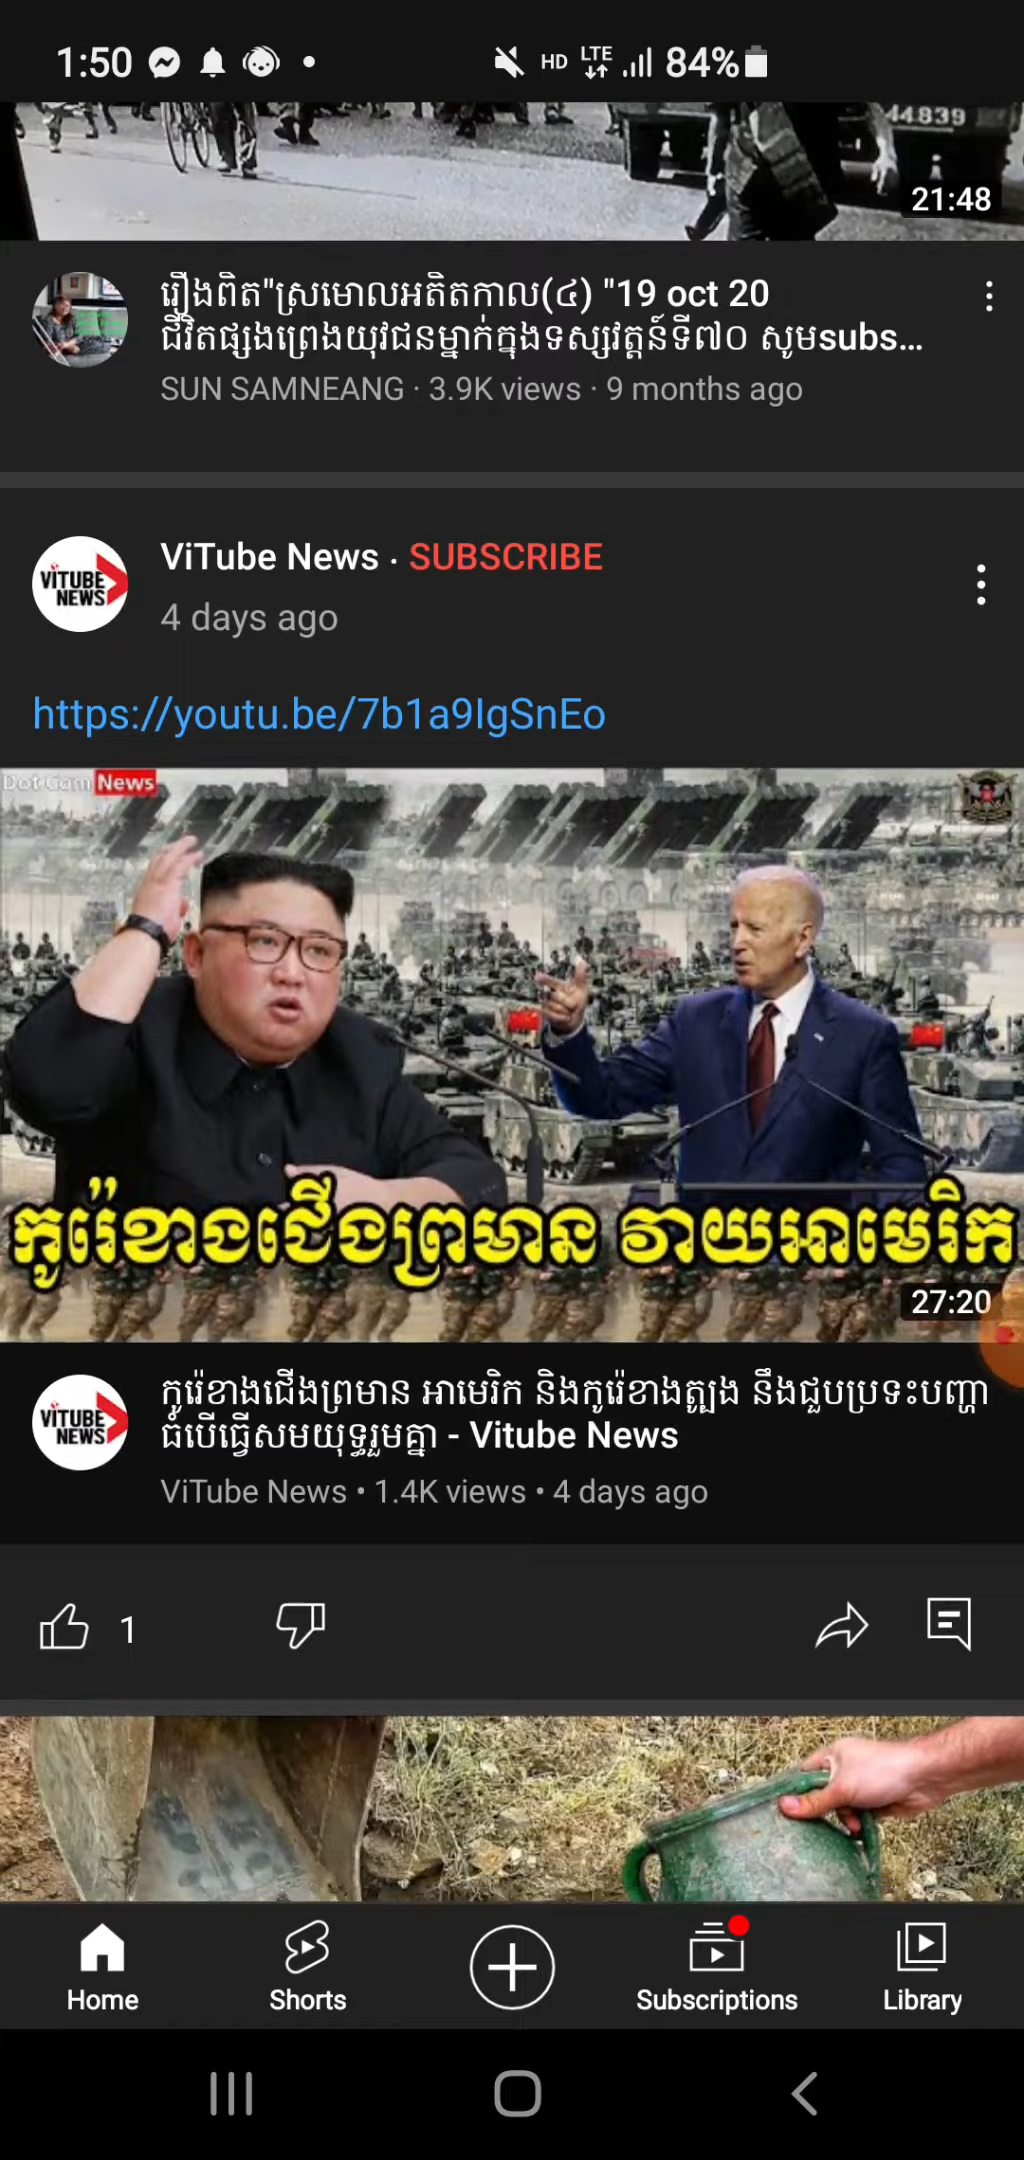 1:50
HD LTE 84%
44839
21:48
រឿងពិត"ស្រមោលអតិតកាល(៤) "19 oct 20
ជីវិតផ្សងព្រេងយុវជនម្នាក់ក្នុងទស្សវត្តន៍ទី៧០ សូមsubs...
SUN SAMNEANG · 3.9K views · 9 months ago
ViTube News · SUBSCRIBE
4 days ago
VITUBE
NEWS
https://youtu.be/7b1a9IgSnEo
Dot Com News
កូរ៉េខាងជើងព្រមាន វាយអាមេរិក
27:20
កូរ៉េខាងជើងព្រមាន អាមេរិក និងកូរ៉េខាងត្បូង នឹងជួបប្រទះបញ្ហា
ធំបើធ្វើសមយុទ្ធរួមគ្នា - Vitube News
VITUBE
NEWS
ViTube News • 1.4K views • 4 days ago
1
Home Shorts Subscriptions Library